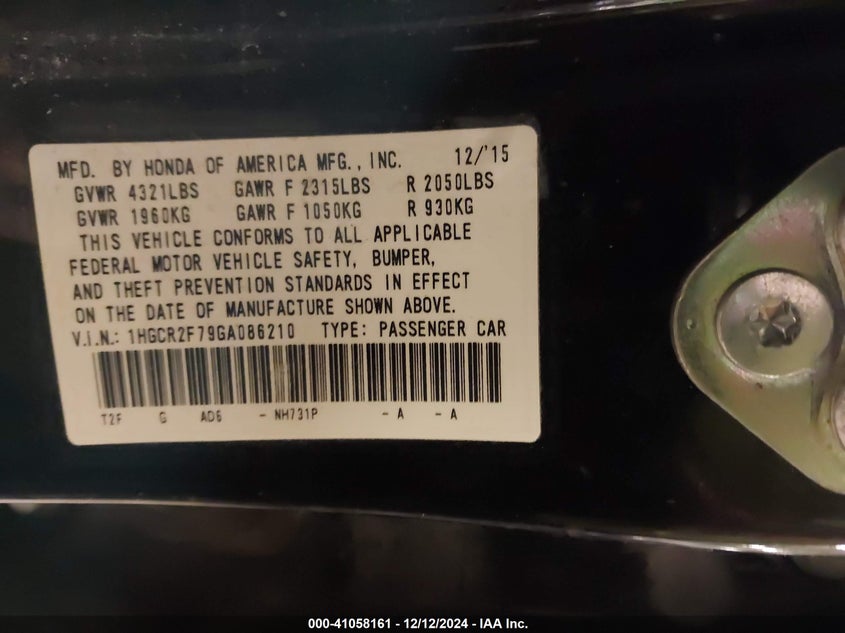 MFD. BY HONDA OF AMERICA MFG., INC. 12/'15
GVWR 4321LBS GAWR F 2315LBS R 2050LBS
GVWR 1960KG GAWR F 1050KG R 930KG
THIS VEHICLE CONFORMS TO ALL APPLICABLE
FEDERAL MOTOR VEHICLE SAFETY, BUMPER,
AND THEFT PREVENTION STANDARDS IN EFFECT
ON THE DATE OF MANUFACTURE SHOWN ABOVE.
V.I.N.: 1HGCR2F79GA086210 TYPE: PASSENGER CAR
T2F G AD6 - NH731P - A - A
000-41058161 - 12/12/2024 - IAA Inc.